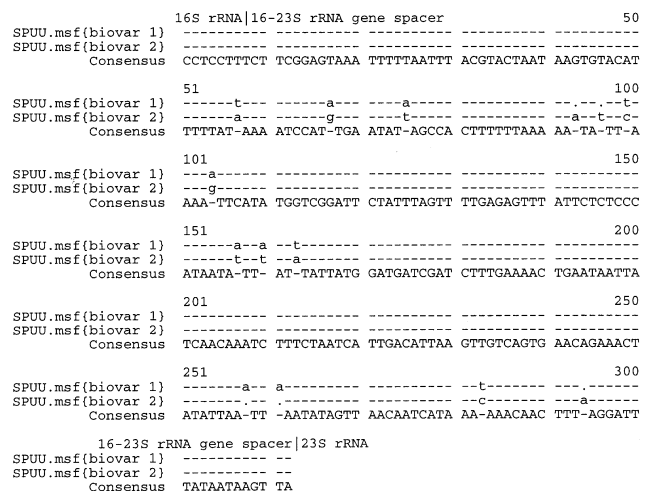 16S rRNA|16-23S rRNA gene spacer 50
SPUU.msf{biovar 1} ---------- ---------- ---------- ---------- ----------
SPUU.msf{biovar 2} ---------- ---------- ---------- ---------- ----------
Consensus CCTCCTTTCT TCGGAGTAAA TTTTTAATTT ACGTACTAAT AAGTGTACAT
51 100
SPUU.msf{biovar 1} ------t--- ------a--- -----a---- ---------- --.--.--t-
SPUU.msf{biovar 2} ------a--- ------g--- -----t---- ---------- --a--t--c-
Consensus TTTTAT-AAA ATCCAT-TGA ATAT-AGCCA CTTTTTTAAA AA-TA-TT-A
101 150
SPUU.msf{biovar 1} ---a------ ---------- ---------- ---------- ----------
SPUU.msf{biovar 2} ---g------ ---------- ---------- ---------- ----------
Consensus AAA-TTCATA TGGTCGGATT CTATTTAGTT TTGAGAGTTT ATTCTCTCCC
151 200
SPUU.msf{biovar 1} ------a--a --t------- ---------- ---------- ----------
SPUU.msf{biovar 2} ------t--t --a------- ---------- ---------- ----------
Consensus ATAATA-TT- AT-TATTATG GATGATCGAT CTTTGAAAAC TGAATAATTA
201 250
SPUU.msf{biovar 1} ---------- ---------- ---------- ---------- ----------
SPUU.msf{biovar 2} ---------- ---------- ---------- ---------- ----------
Consensus TCAACAAATC TTTCTAATCA TTGACATTAA GTTGTCAGTG AACAGAAACT
251 300
SPUU.msf{biovar 1} -------a-- a--------- ---------- --t------- ---.------
SPUU.msf{biovar 2} -------.-- .--------- ---------- --c------- ---a------
Consensus ATATTAA-TT -AATATAGTT AACAATCATA AA-AAACAAC TTT-AGGATT
16-23S rRNA gene spacer|23S rRNA
SPUU.msf{biovar 1} ---------- --
SPUU.msf{biovar 2} ---------- --
Consensus TATAATAAGT TA